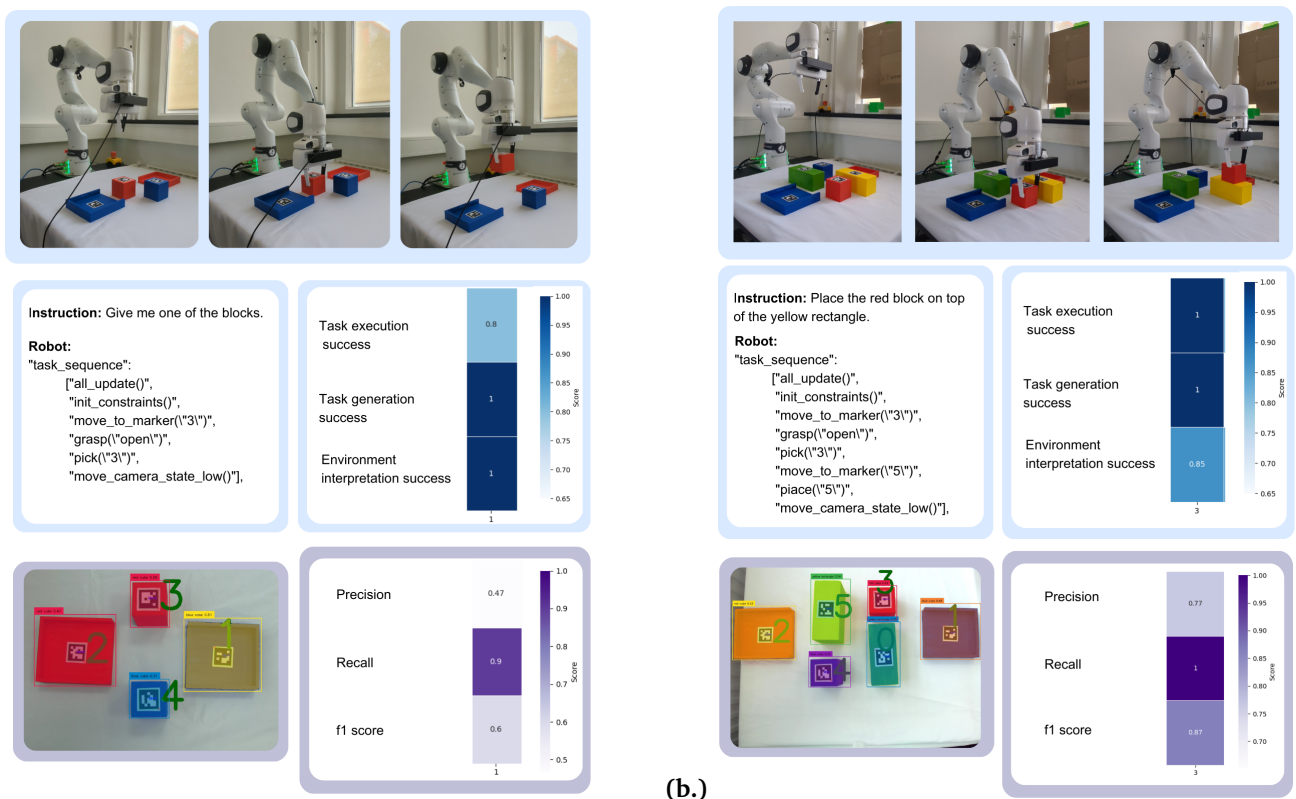 Instruction: Give me one of the blocks.
Robot:
"task_sequence":
["all_update()",
"init_constraints()",
"move_to_marker(\"3\")",
"grasp(\"open\")",
"pick(\"3\")",
"move_camera_state_low()"],
Task execution
success
Task generation
success
Environment
interpretation success
0.8
1
1
1
1.00
0.95
0.90
0.85
0.80
0.75
0.70
0.65
Score
Instruction: Place the red block on top
of the yellow rectangle.
Robot:
"task_sequence":
["all_update()",
"init_constraints()",
"move_to_marker(\"3\")",
"grasp(\"open\")",
"pick(\"3\")",
"move_to_marker(\"5\")",
"piace(\"5\")",
"move_camera_state_low()"],
Task execution
success
Task generation
success
Environment
interpretation success
1
1
0.85
3
1.00
0.95
0.90
0.85
0.80
0.75
0.70
0.65
Score
3
2
1
4
Precision
Recall
f1 score
0.47
0.9
0.6
1
1.0
0.9
0.8
0.7
0.6
0.5
Score
3
5
2
1
0
Precision
Recall
f1 score
0.77
1
0.87
3
1.00
0.95
0.90
0.85
0.80
0.75
0.70
Score
(b.)